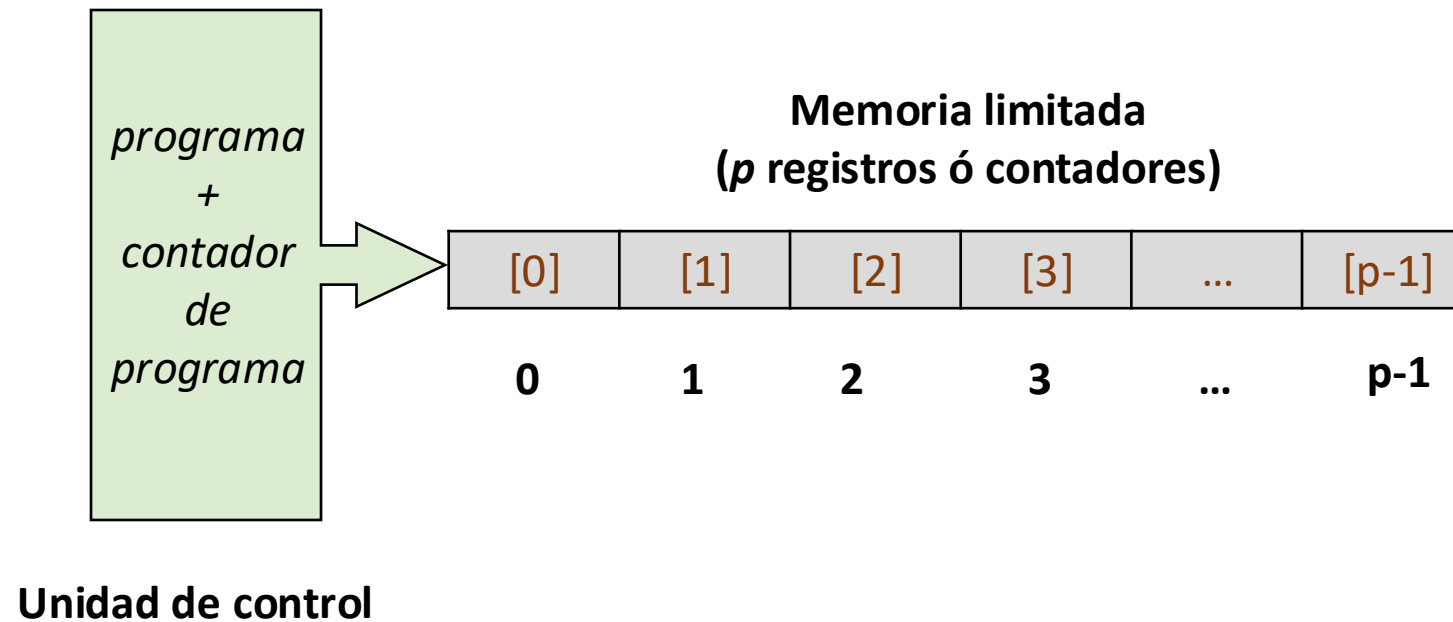 programa
+
contador
de
programa
Unidad de control
Memoria limitada
(p registros ó contadores)
[0] [1] [2] [3] ... [p-1]
0 1 2 3 ... p-1